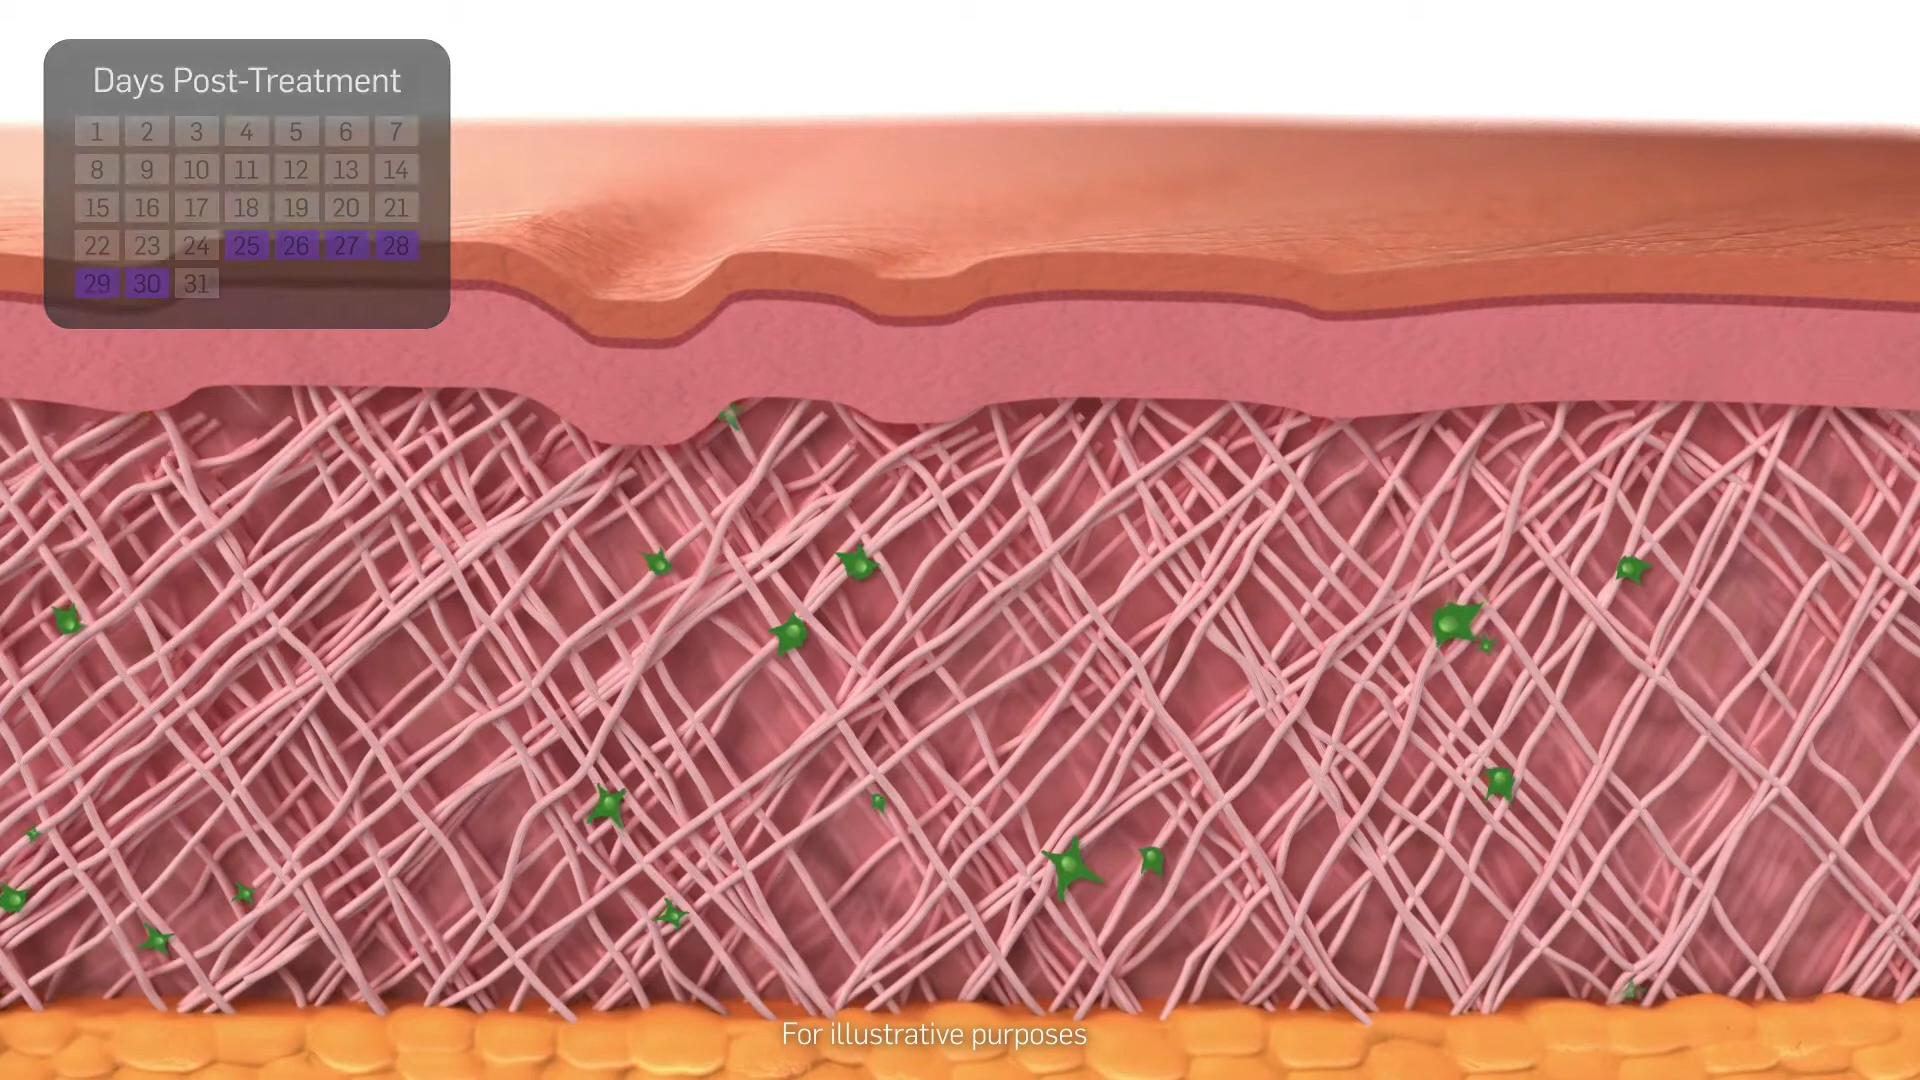 Days Post-Treatment
1 2 3 4 5 6 7
8 9 10 11 12 13 14
15 16 17 18 19 20 21
22 23 24 25 26 27 28
29 30 31
For illustrative purposes